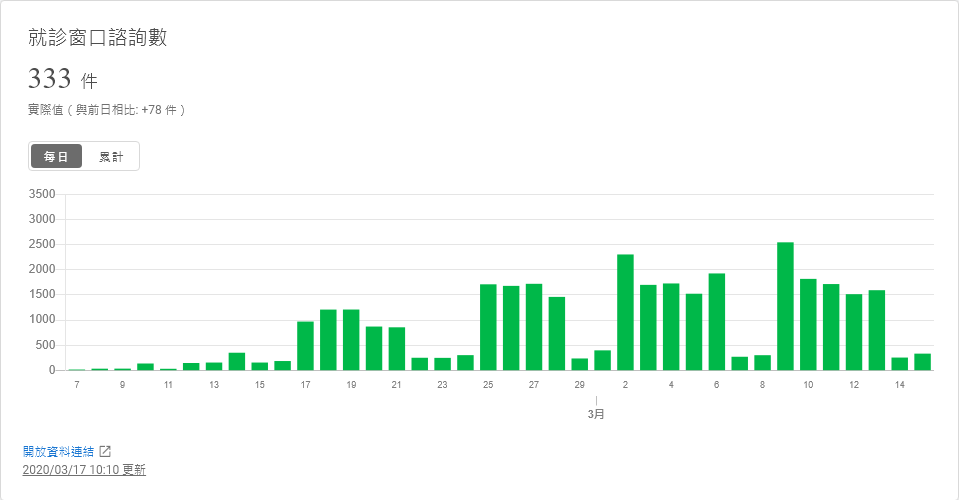 就診窗口諮詢數
333 件
實際值 ( 與前日相比: +78 件 )
每日 累計
3500
3000
2500
2000
1500
1000
500
0
7 9 11 13 15 17 19 21 23 25 27 29 2 4 6 8 10 12 14
3月
開放資料連結
2020/03/17 10:10 更新